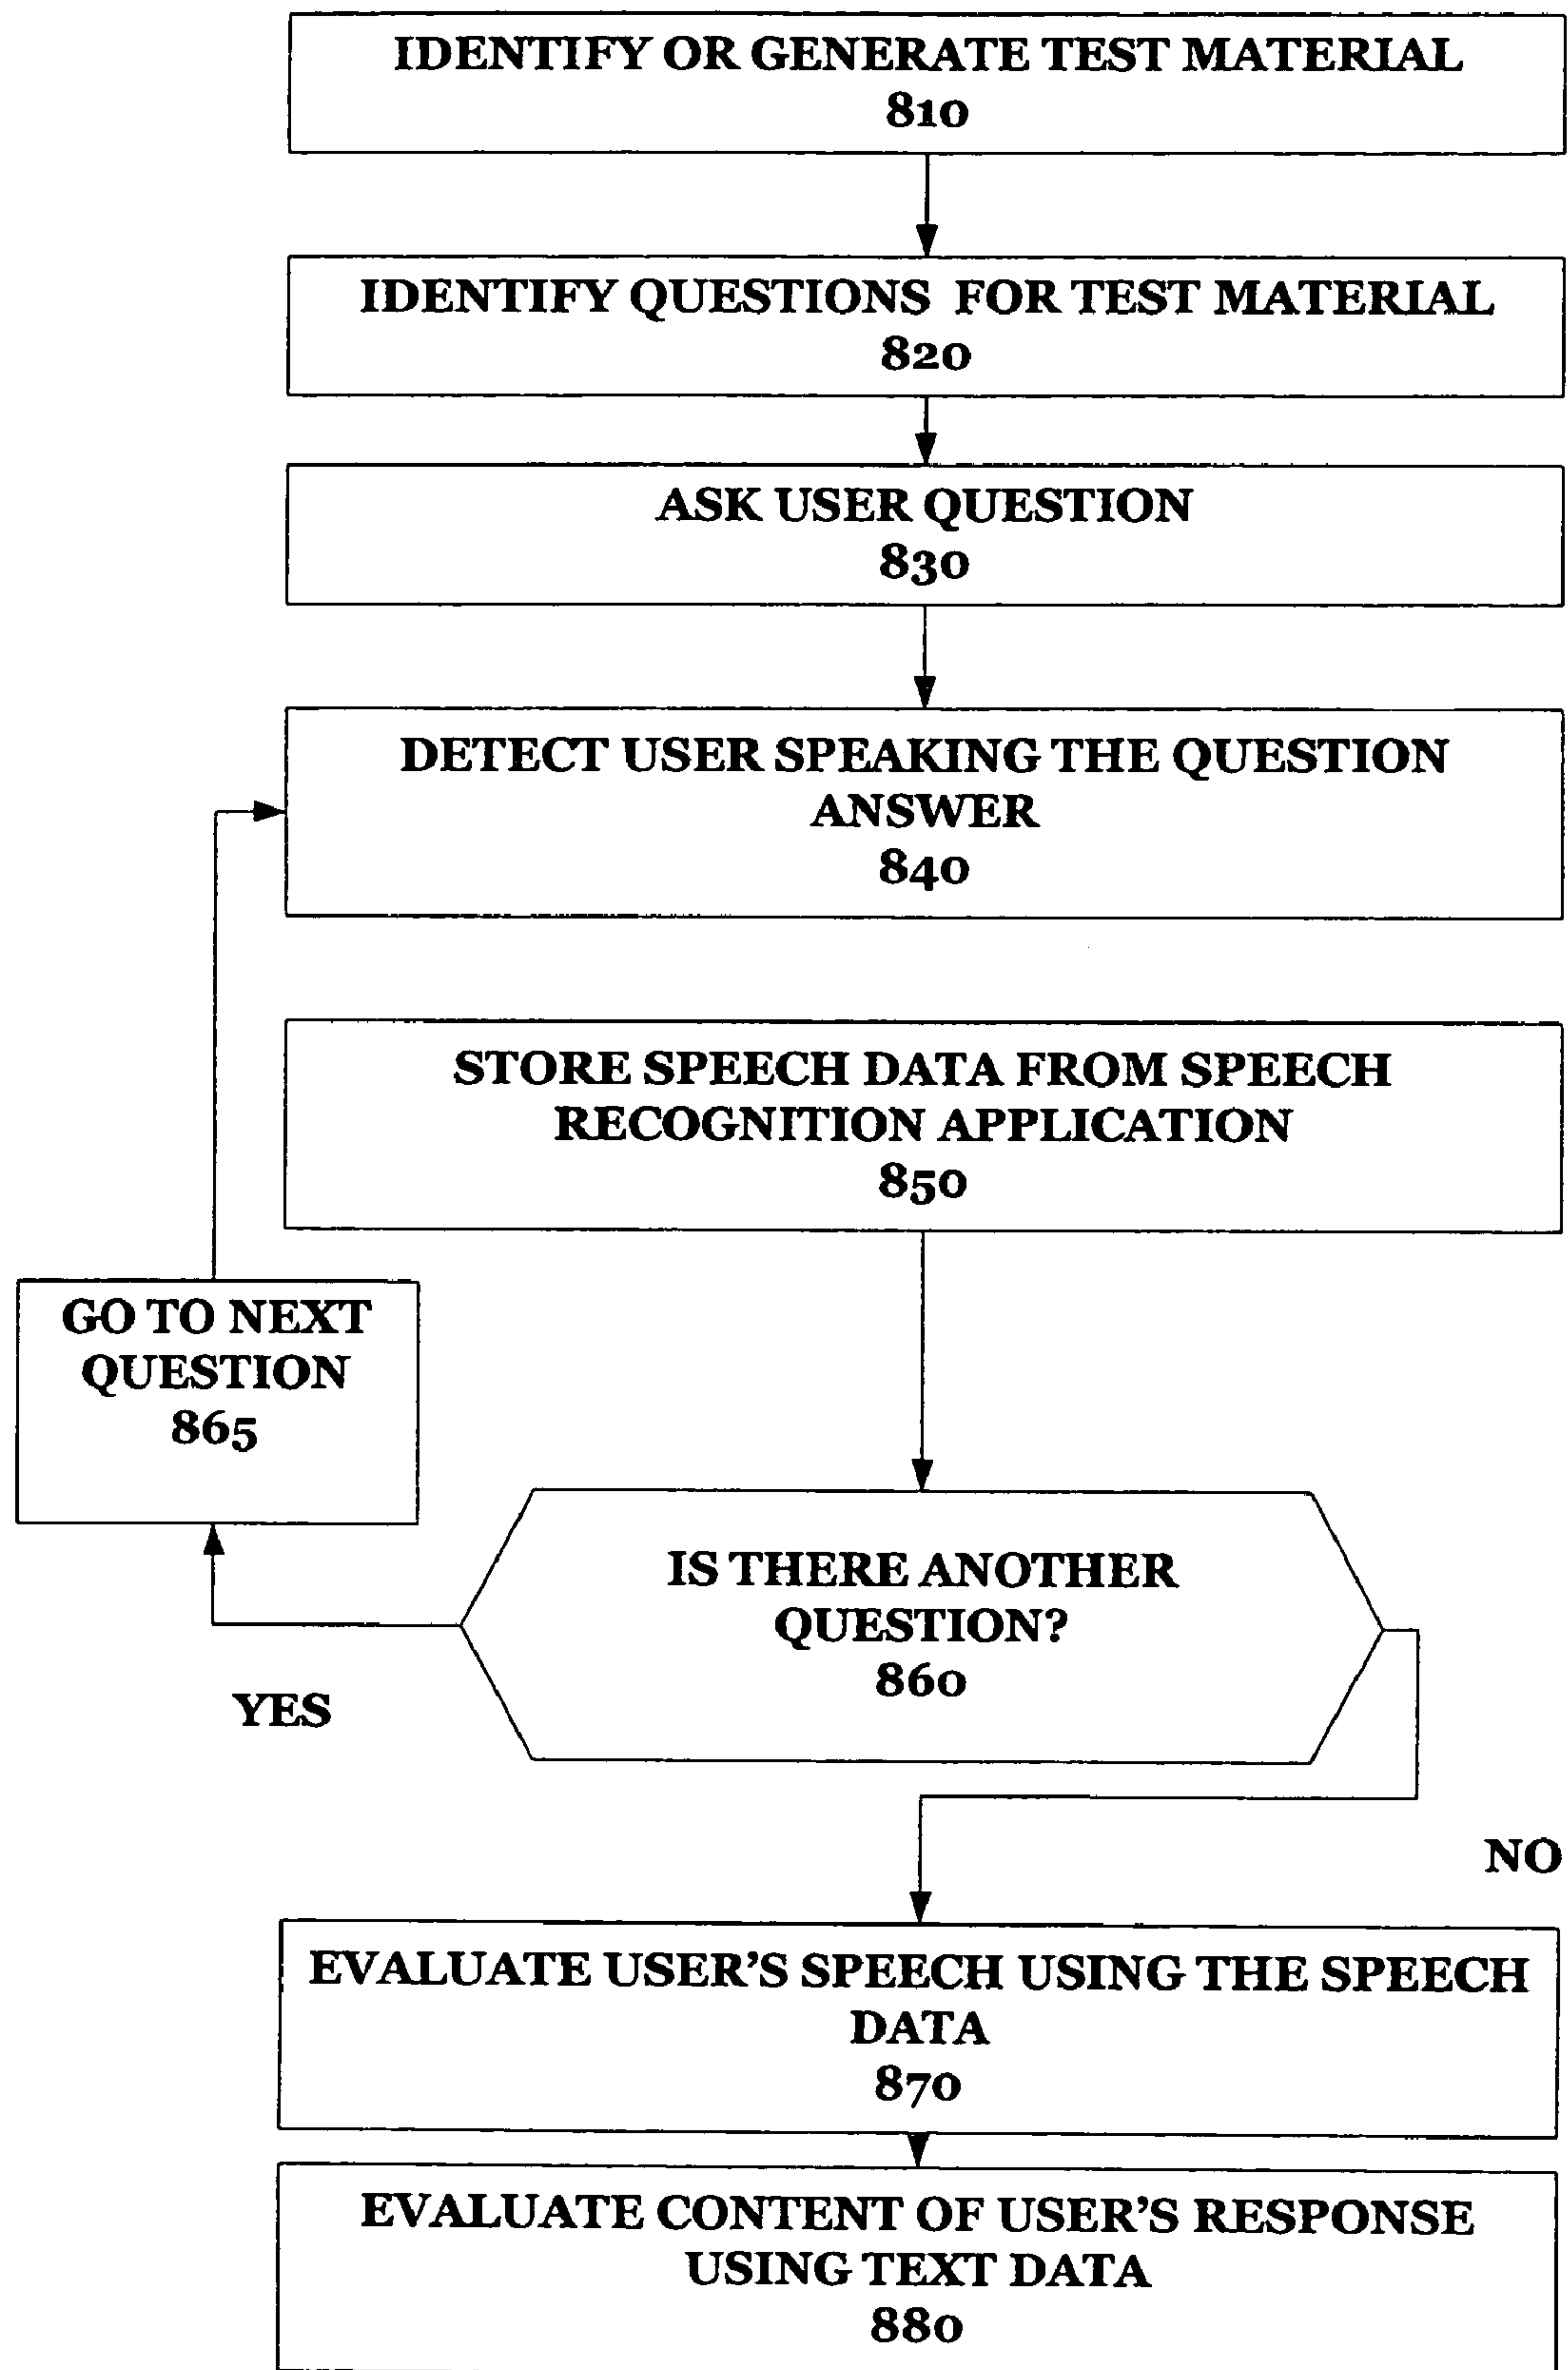 IDENTIFY OR GENERATE TEST MATERIAL
810
IDENTIFY QUESTIONS FOR TEST MATERIAL
820
ASK USER QUESTION
830
DETECT USER SPEAKING THE QUESTION
ANSWER
840
STORE SPEECH DATA FROM SPEECH
RECOGNITION APPLICATION
850
GO TO NEXT
QUESTION
865
IS THERE ANOTHER
QUESTION?
860
YES
NO
EVALUATE USER'S SPEECH USING THE SPEECH
DATA
870
EVALUATE CONTENT OF USER'S RESPONSE
USING TEXT DATA
880